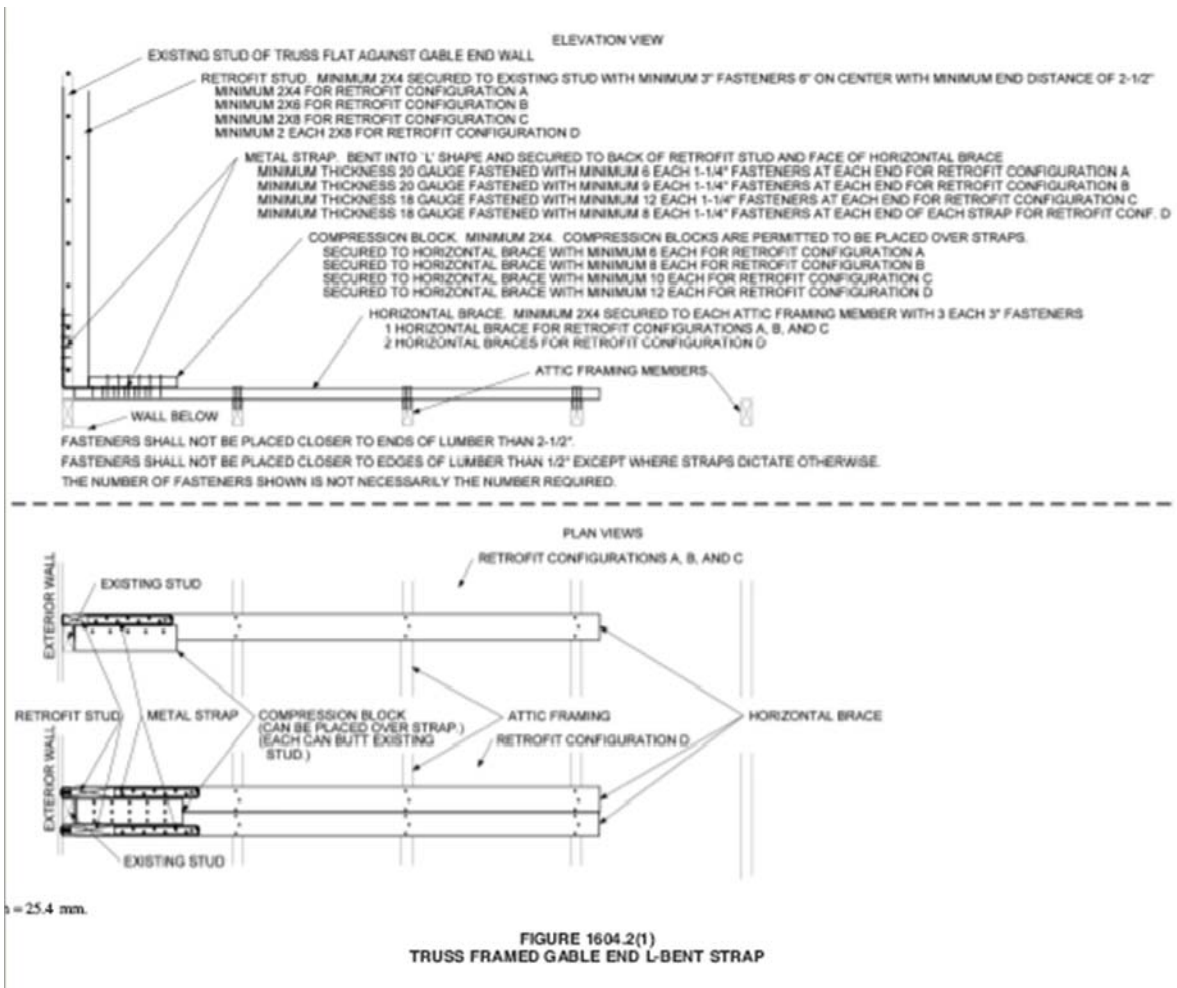 ELEVATION VIEW
EXISTING STUD OF TRUSS FLAT AGAINST GABLE END WALL
RETROFIT STUD. MINIMUM 2X4 SECURED TO EXISTING STUD WITH MINIMUM 3" FASTENERS 6" ON CENTER WITH MINIMUM END DISTANCE OF 2-1/2"
MINIMUM 2X4 FOR RETROFIT CONFIGURATION A
MINIMUM 2X6 FOR RETROFIT CONFIGURATION B
MINIMUM 2X8 FOR RETROFIT CONFIGURATION C
MINIMUM 2 EACH 2X8 FOR RETROFIT CONFIGURATION D
METAL STRAP. BENT INTO `L' SHAPE AND SECURED TO BACK OF RETROFIT STUD AND FACE OF HORIZONTAL BRACE
MINIMUM THICKNESS 20 GAUGE FASTENED WITH MINIMUM 6 EACH 1-1/4" FASTENERS AT EACH END FOR RETROFIT CONFIGURATION A
MINIMUM THICKNESS 20 GAUGE FASTENED WITH MINIMUM 9 EACH 1-1/4" FASTENERS AT EACH END FOR RETROFIT CONFIGURATION B
MINIMUM THICKNESS 18 GAUGE FASTENED WITH MINIMUM 12 EACH 1-1/4" FASTENERS AT EACH END FOR RETROFIT CONFIGURATION C
MINIMUM THICKNESS 18 GAUGE FASTENED WITH MINIMUM 8 EACH 1-1/4" FASTENERS AT EACH END OF EACH STRAP FOR RETROFIT CONF. D
COMPRESSION BLOCK. MINIMUM 2X4. COMPRESSION BLOCKS ARE PERMITTED TO BE PLACED OVER STRAPS.
SECURED TO HORIZONTAL BRACE WITH MINIMUM 6 EACH FOR RETROFIT CONFIGURATION A
SECURED TO HORIZONTAL BRACE WITH MINIMUM 8 EACH FOR RETROFIT CONFIGURATION B
SECURED TO HORIZONTAL BRACE WITH MINIMUM 10 EACH FOR RETROFIT CONFIGURATION C
SECURED TO HORIZONTAL BRACE WITH MINIMUM 12 EACH FOR RETROFIT CONFIGURATION D
HORIZONTAL BRACE. MINIMUM 2X4 SECURED TO EACH ATTIC FRAMING MEMBER WITH 3 EACH 3" FASTENERS
1 HORIZONTAL BRACE FOR RETROFIT CONFIGURATIONS A, B, AND C
2 HORIZONTAL BRACES FOR RETROFIT CONFIGURATION D
ATTIC FRAMING MEMBERS
WALL BELOW
FASTENERS SHALL NOT BE PLACED CLOSER TO ENDS OF LUMBER THAN 2-1/2".
FASTENERS SHALL NOT BE PLACED CLOSER TO EDGES OF LUMBER THAN 1/2" EXCEPT WHERE STRAPS DICTATE OTHERWISE.
THE NUMBER OF FASTENERS SHOWN IS NOT NECESSARILY THE NUMBER REQUIRED.
PLAN VIEWS
RETROFIT CONFIGURATIONS A, B, AND C
EXTERIOR WALL
EXISTING STUD
RETROFIT STUD
METAL STRAP
COMPRESSION BLOCK
(CAN BE PLACED OVER STRAP.)
(EACH CAN BUTT EXISTING
STUD.)
ATTIC FRAMING
HORIZONTAL BRACE
RETROFIT CONFIGURATION D
EXTERIOR WALL
EXISTING STUD
= 25.4 mm.
FIGURE 1604.2(1)
TRUSS FRAMED GABLE END L-BENT STRAP